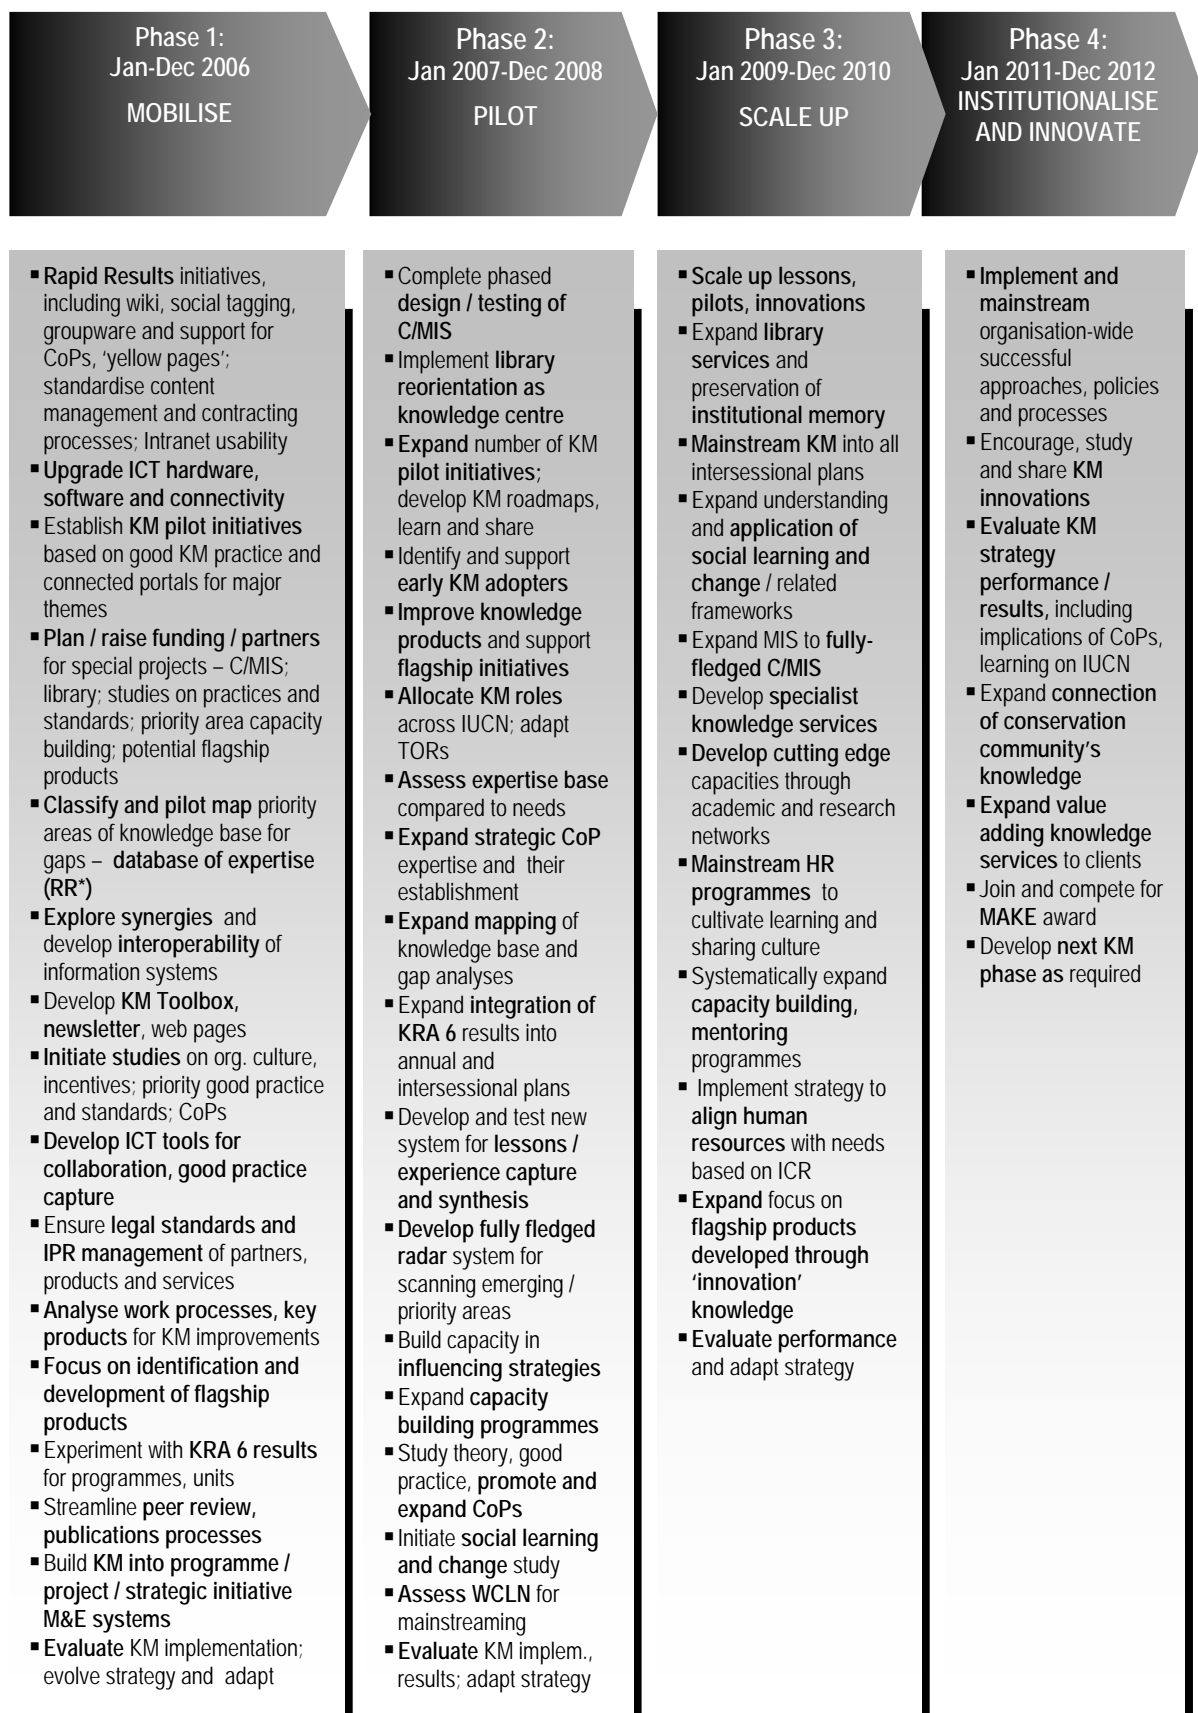 Phase 1:
Jan-Dec 2006
MOBILISE
Phase 2:
Jan 2007-Dec 2008
PILOT
Phase 3:
Jan 2009-Dec 2010
SCALE UP
Phase 4:
Jan 2011-Dec 2012
INSTITUTIONALISE
AND INNOVATE
▪ Rapid Results initiatives,
including wiki, social tagging,
groupware and support for
CoPs, ‘yellow pages’;
standardise content
management and contracting
processes; Intranet usability
▪ Upgrade ICT hardware,
software and connectivity
▪ Establish KM pilot initiatives
based on good KM practice and
connected portals for major
themes
▪ Plan / raise funding / partners
for special projects – C/MIS;
library; studies on practices and
standards; priority area capacity
building; potential flagship
products
▪ Classify and pilot map priority
areas of knowledge base for
gaps – database of expertise
(RR*)
▪ Explore synergies and
develop interoperability of
information systems
▪ Develop KM Toolbox,
newsletter, web pages
▪ Initiate studies on org. culture,
incentives; priority good practice
and standards; CoPs
▪ Develop ICT tools for
collaboration, good practice
capture
▪ Ensure legal standards and
IPR management of partners,
products and services
▪ Analyse work processes, key
products for KM improvements
▪ Focus on identification and
development of flagship
products
▪ Experiment with KRA 6 results
for programmes, units
▪ Streamline peer review,
publications processes
▪ Build KM into programme /
project / strategic initiative
M&E systems
▪ Evaluate KM implementation;
evolve strategy and adapt
▪ Complete phased
design / testing of
C/MIS
▪ Implement library
reorientation as
knowledge centre
▪ Expand number of KM
pilot initiatives;
develop KM roadmaps,
learn and share
▪ Identify and support
early KM adopters
▪ Improve knowledge
products and support
flagship initiatives
▪ Allocate KM roles
across IUCN; adapt
TORs
▪ Assess expertise base
compared to needs
▪ Expand strategic CoP
expertise and their
establishment
▪ Expand mapping of
knowledge base and
gap analyses
▪ Expand integration of
KRA 6 results into
annual and
intersessional plans
▪ Develop and test new
system for lessons /
experience capture
and synthesis
▪ Develop fully fledged
radar system for
scanning emerging /
priority areas
▪ Build capacity in
influencing strategies
▪ Expand capacity
building programmes
▪ Study theory, good
practice, promote and
expand CoPs
▪ Initiate social learning
and change study
▪ Assess WCLN for
mainstreaming
▪ Evaluate KM implem.,
results; adapt strategy
▪ Scale up lessons,
pilots, innovations
▪ Expand library
services and
preservation of
institutional memory
▪ Mainstream KM into all
intersessional plans
▪ Expand understanding
and application of
social learning and
change / related
frameworks
▪ Expand MIS to fully-
fledged C/MIS
▪ Develop specialist
knowledge services
▪ Develop cutting edge
capacities through
academic and research
networks
▪ Mainstream HR
programmes to
cultivate learning and
sharing culture
▪ Systematically expand
capacity building,
mentoring
programmes
▪ Implement strategy to
align human
resources with needs
based on ICR
▪ Expand focus on
flagship products
developed through
‘innovation’
knowledge
▪ Evaluate performance
and adapt strategy
▪ Implement and
mainstream
organisation-wide
successful
approaches, policies
and processes
▪ Encourage, study
and share KM
innovations
▪ Evaluate KM
strategy
performance /
results, including
implications of CoPs,
learning on IUCN
▪ Expand connection
of conservation
community’s
knowledge
▪ Expand value
adding knowledge
services to clients
▪ Join and compete for
MAKE award
▪ Develop next KM
phase as required